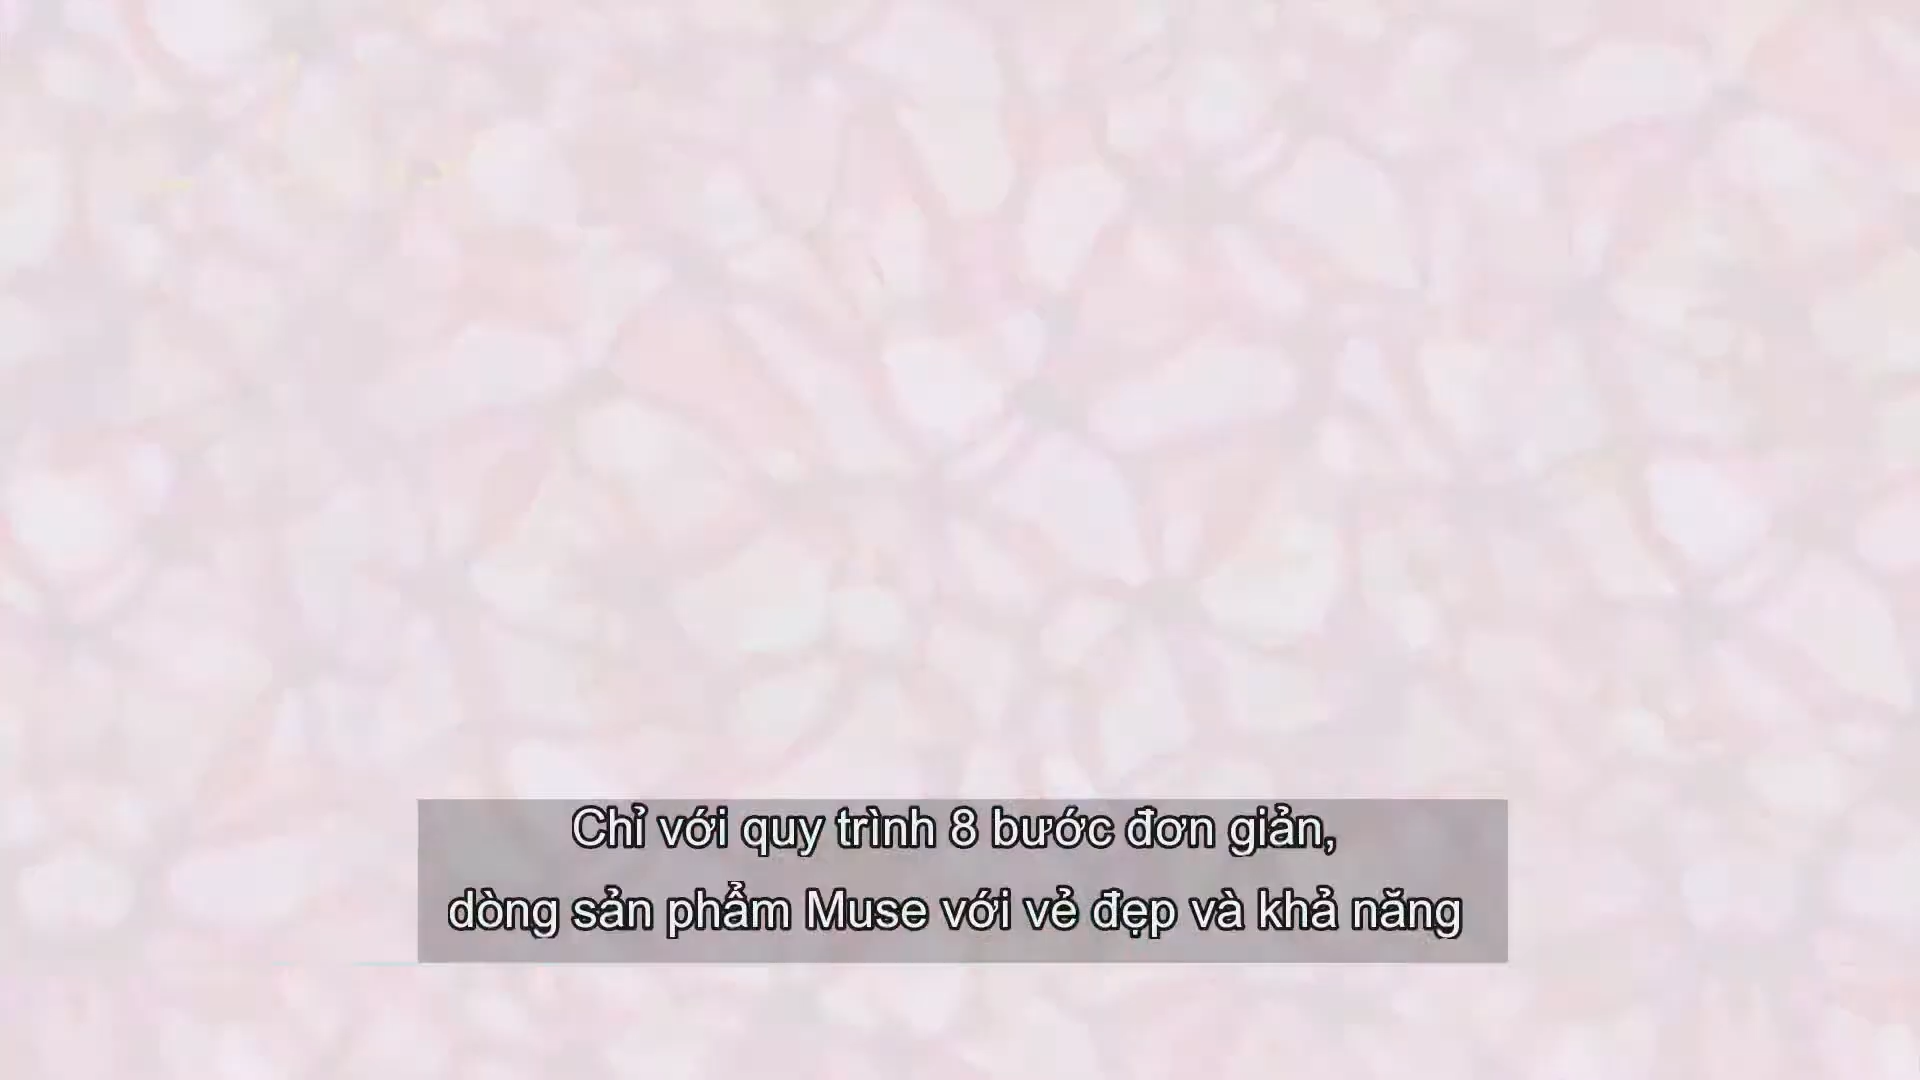 Chỉ với quy trình 8 bước đơn giản,
dòng sản phẩm Muse với vẻ đẹp và khả năng